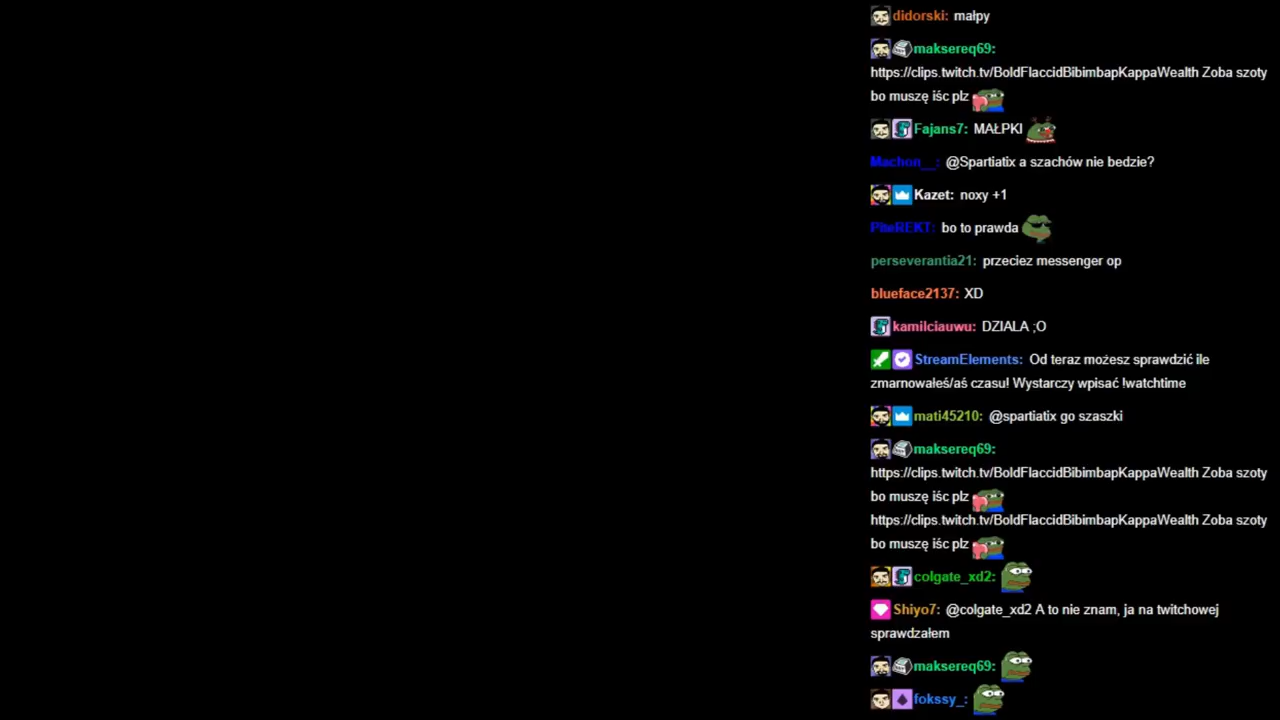 didorski: małpy
maksereq69:
https://clips.twitch.tv/BoldFlaccidBibimbapKappaWealth Zoba szoty
bo muszę iśc plz
Fajans7: MAŁPKI
Machon__: @Spartiatix a szachów nie bedzie?
Kazet: noxy +1
PiteREKT: bo to prawda
perseverantia21: przeciez messenger op
blueface2137: XD
kamilciauwu: DZIALA ;O
StreamElements: Od teraz możesz sprawdzić ile
zmarnowałeś/aś czasu! Wystarczy wpisać !watchtime
mati45210: @spartiatix go szaszki
maksereq69:
https://clips.twitch.tv/BoldFlaccidBibimbapKappaWealth Zoba szoty
bo muszę iśc plz
https://clips.twitch.tv/BoldFlaccidBibimbapKappaWealth Zoba szoty
bo muszę iśc plz
colgate_xd2:
Shiyo7: @colgate_xd2 A to nie znam, ja na twitchowej
sprawdzałem
maksereq69:
fokssy_: